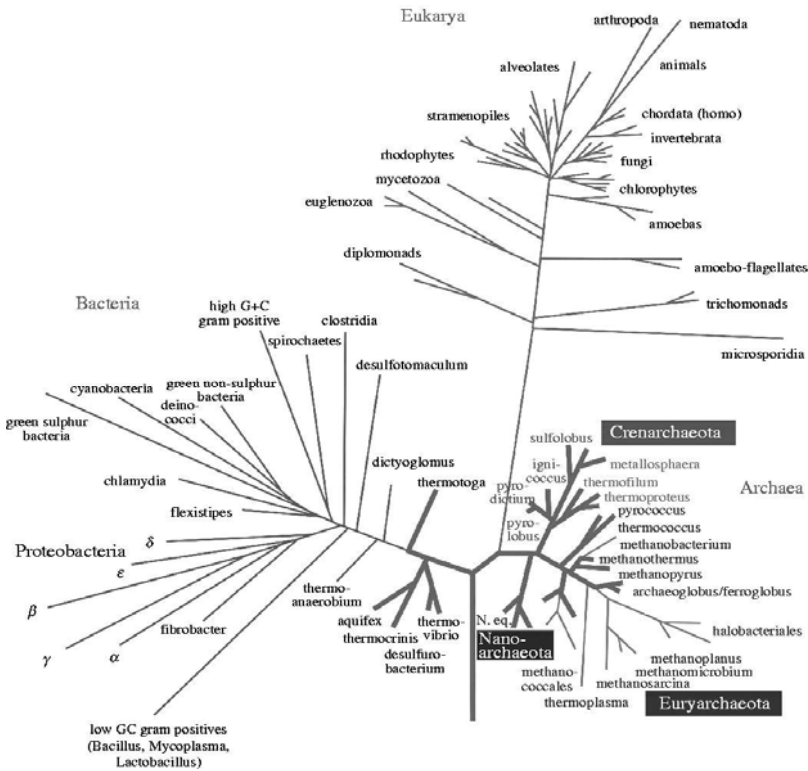 Eukarya
arthropoda
nematoda
alveolates
animals
stramenopiles
chordata (homo)
invertebrata
rhodophytes
fungi
mycetozoa
chlorophytes
euglenozoa
amoebas
diplomonads
amoebo-flagellates
trichomonads
microsporidia
Bacteria
high G+C
gram positive
clostridia
spirochaetes
desulfotomaculum
green non-sulphur
bacteria
cyanobacteria
deino-
cocci
green sulphur
bacteria
dictyoglomus
chlamydia
thermotoga
flexistipes
Proteobacteria
δ
ε
β
γ
α
fibrobacter
low GC gram positives
(Bacillus, Mycoplasma,
Lactobacillus)
thermo-
anaerobium
aquifex
thermocrinis
desulfuro-
bacterium
thermo-
vibrio
Crenarchaeota
sulfolobus
igni-
coccus
metallosphaera
pyro-
dictium
thermofilum
thermoproteus
Archaea
pyro-
lobus
pyrococcus
thermococcus
methanobacterium
methanothermus
methanopyrus
archaeoglobus/ferroglobus
N. eq.
Nano-
archaeota
halobacteriales
methano-
coccales
thermoplasma
methanosarcina
methanoplanus
methanomicrobium
Euryarchaeota